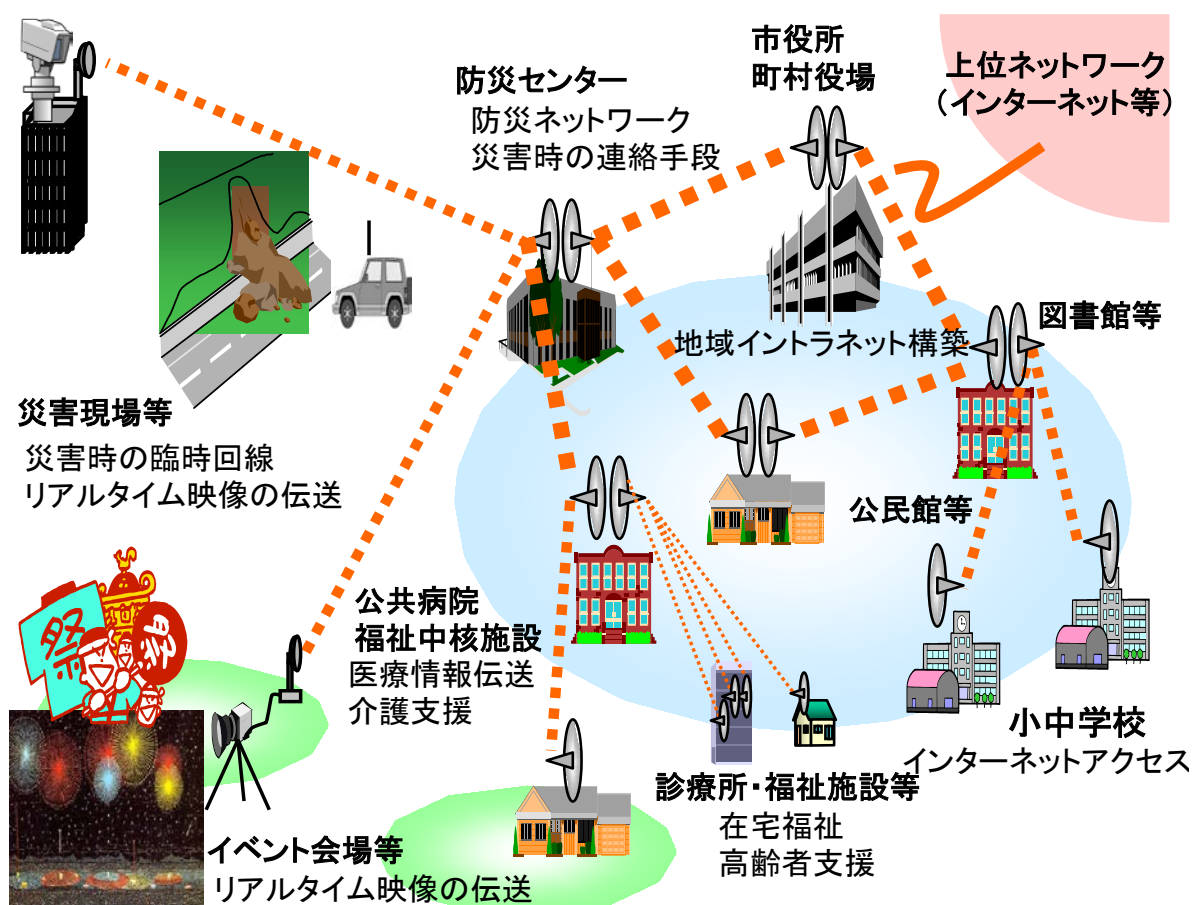 市役所
町村役場
上位ネットワーク
(インターネット等)
防災センター
防災ネットワーク
災害時の連絡手段
図書館等
地域イントラネット構築
災害現場等
災害時の臨時回線
リアルタイム映像の伝送
公民館等
公共病院
福祉中核施設
医療情報伝送
介護支援
祭
小中学校
インターネットアクセス
診療所・福祉施設等
在宅福祉
高齢者支援
イベント会場等
リアルタイム映像の伝送